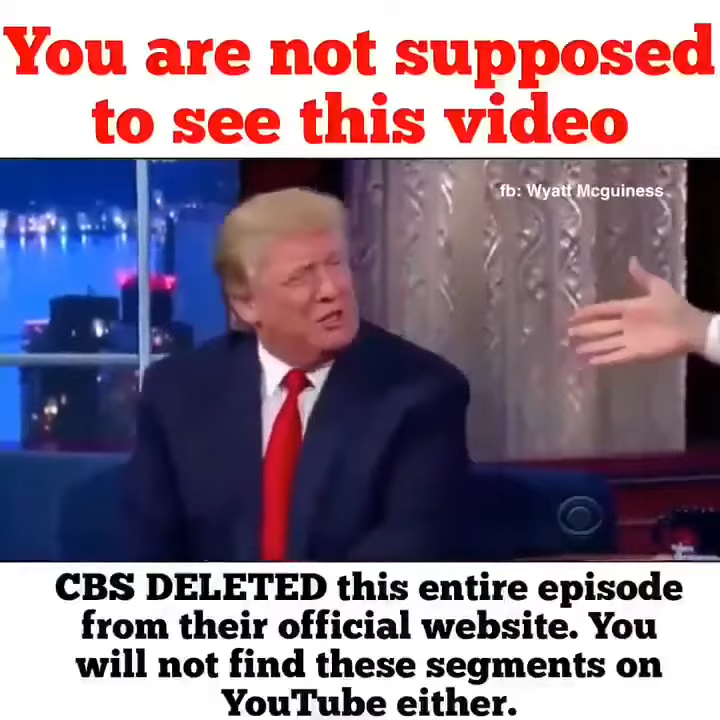 You are not supposed
to see this video
fb: Wyatt Mcguiness
CBS DELETED this entire episode
from their official website. You
will not find these segments on
YouTube either.